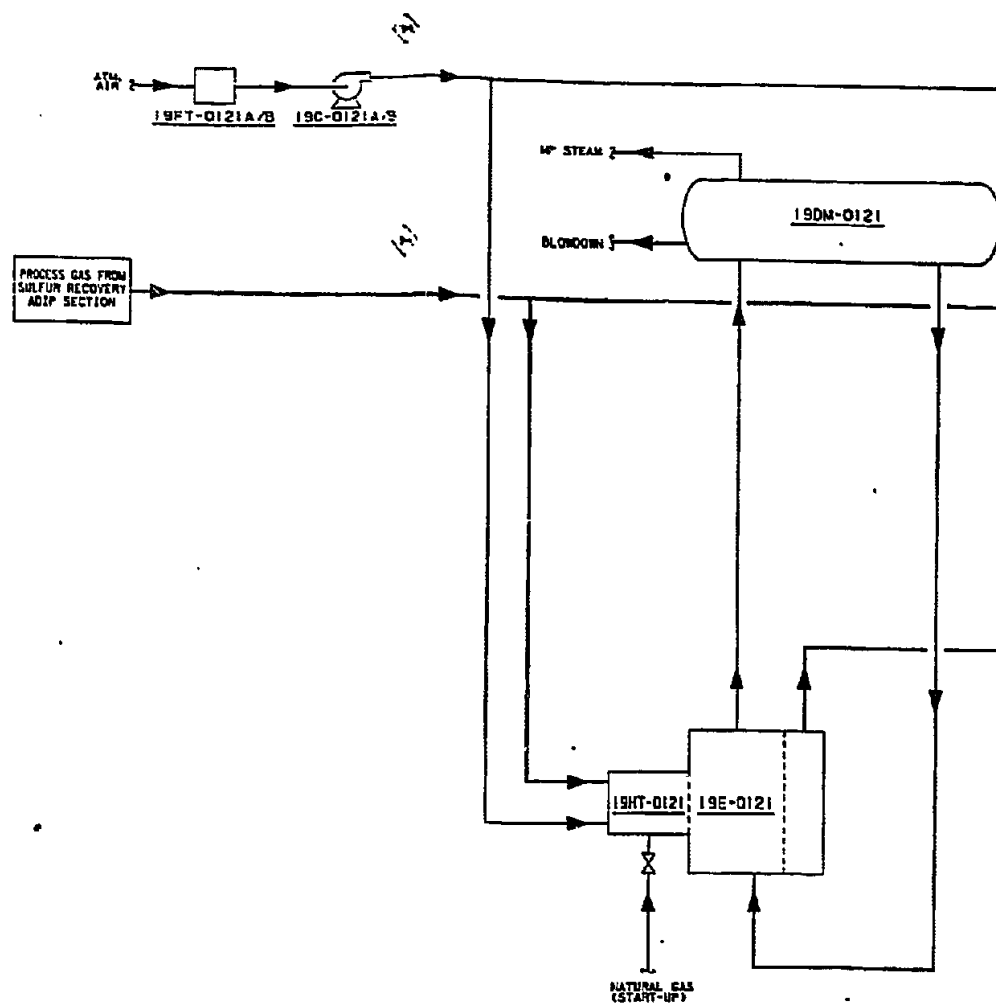 ATM.
AIR
19FT-0121A/B
19C-0121A/B
MP STEAM
19DM-0121
BLOWDOWN
PROCESS GAS FROM
SULFUR RECOVERY
ADIP SECTION
19HT-0121
19E-0121
NATURAL GAS
(START-UP)